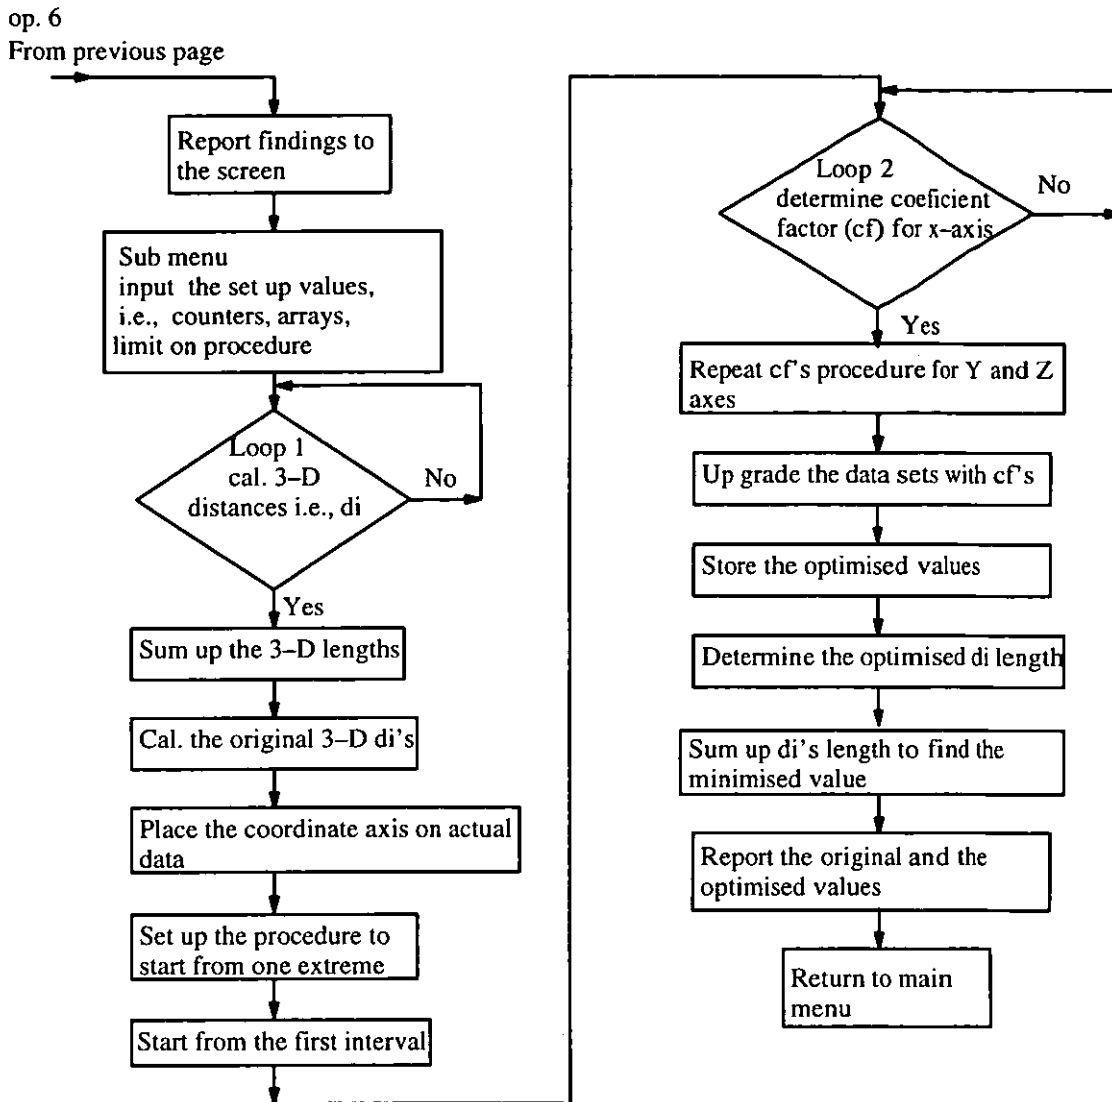 op. 6
From previous page
Report findings to
the screen
Sub menu
input the set up values,
i.e., counters, arrays,
limit on procedure
Loop 1
cal. 3–D
distances i.e., di
No
Yes
Sum up the 3–D lengths
Cal. the original 3–D di's
Place the coordinate axis on actual
data
Set up the procedure to
start from one extreme
Start from the first interval
Loop 2
determine coeficient
factor (cf) for x–axis
No
Yes
Repeat cf's procedure for Y and Z
axes
Up grade the data sets with cf's
Store the optimised values
Determine the optimised di length
Sum up di's length to find the
minimised value
Report the original and the
optimised values
Return to main
menu